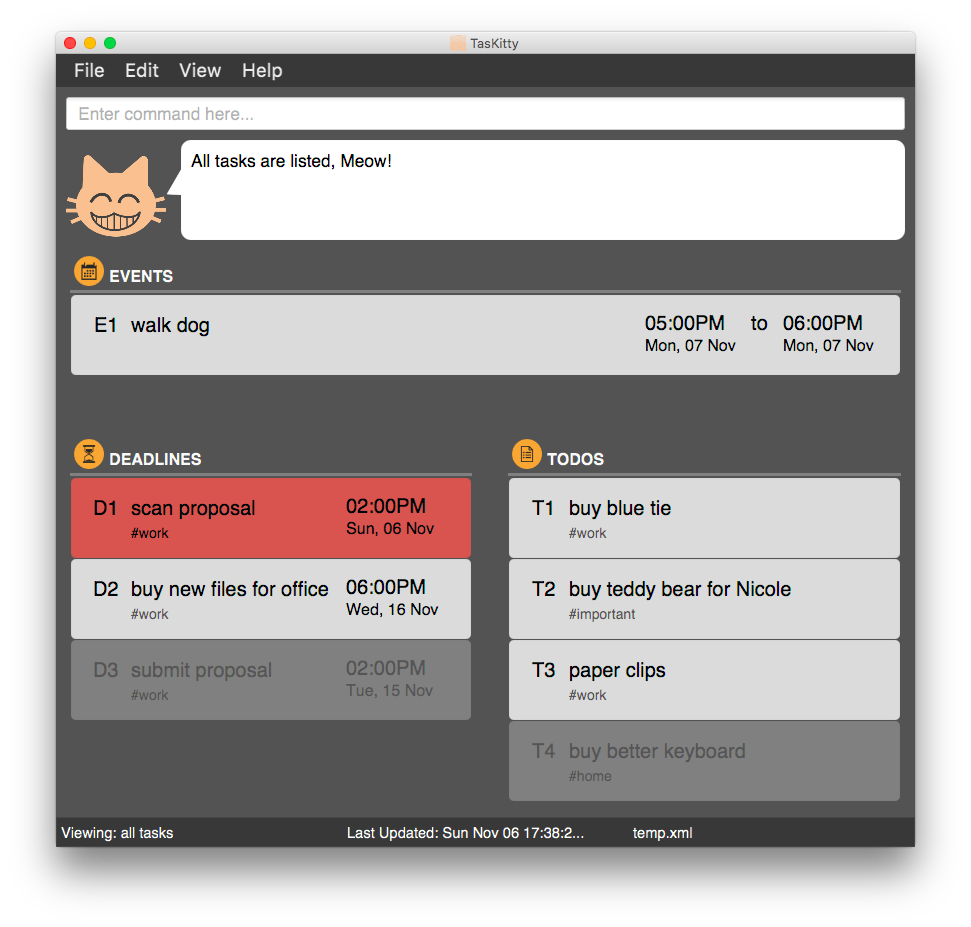 TasKitty
File Edit View Help
Enter command here...
All tasks are listed, Meow!
EVENTS
E1 walk dog 05:00PM to 06:00PM
Mon, 07 Nov Mon, 07 Nov
DEADLINES
D1 scan proposal 02:00PM
#work Sun, 06 Nov
D2 buy new files for office 06:00PM
#work Wed, 16 Nov
D3 submit proposal 02:00PM
#work Tue, 15 Nov
TODOS
T1 buy blue tie
#work
T2 buy teddy bear for Nicole
#important
T3 paper clips
#work
T4 buy better keyboard
#home
Viewing: all tasks Last Updated: Sun Nov 06 17:38:2... temp.xml